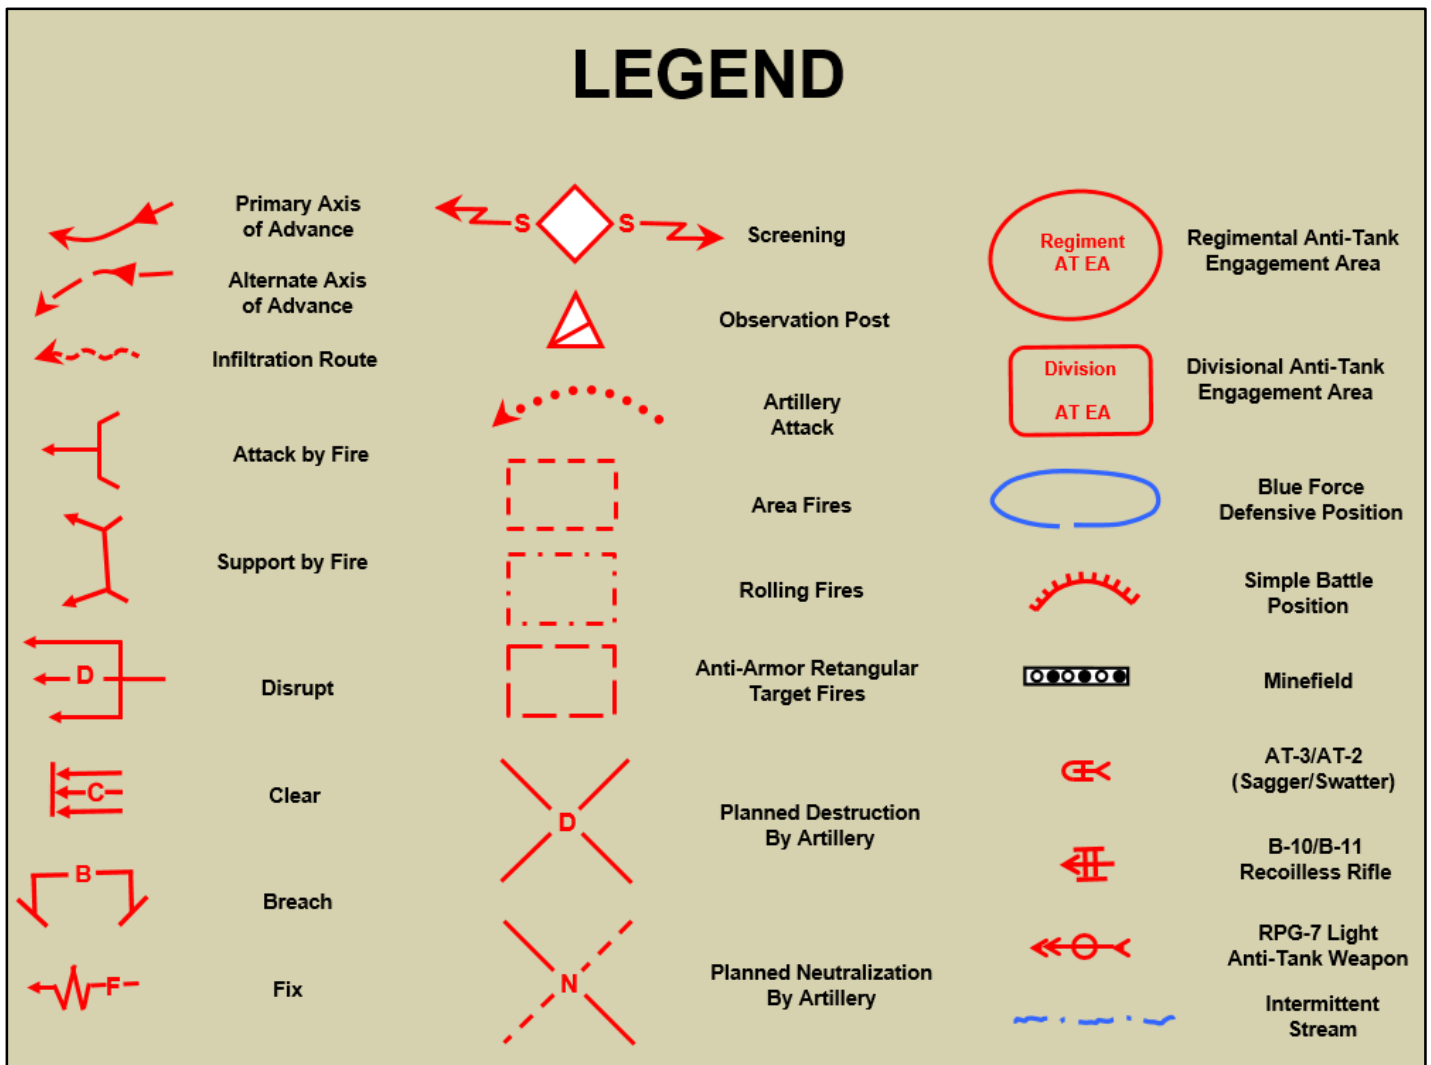 LEGEND
Primary Axis
of Advance
Alternate Axis
of Advance
Infiltration Route
Attack by Fire
Support by Fire
D
Disrupt
C
Clear
B
Breach
F
Fix
S S
Screening
Observation Post
Artillery
Attack
Area Fires
Rolling Fires
Anti-Armor Retangular
Target Fires
D
Planned Destruction
By Artillery
N
Planned Neutralization
By Artillery
Regiment
AT EA
Regimental Anti-Tank
Engagement Area
Division
AT EA
Divisional Anti-Tank
Engagement Area
Blue Force
Defensive Position
Simple Battle
Position
Minefield
AT-3/AT-2
(Sagger/Swatter)
B-10/B-11
Recoilless Rifle
RPG-7 Light
Anti-Tank Weapon
Intermittent
Stream